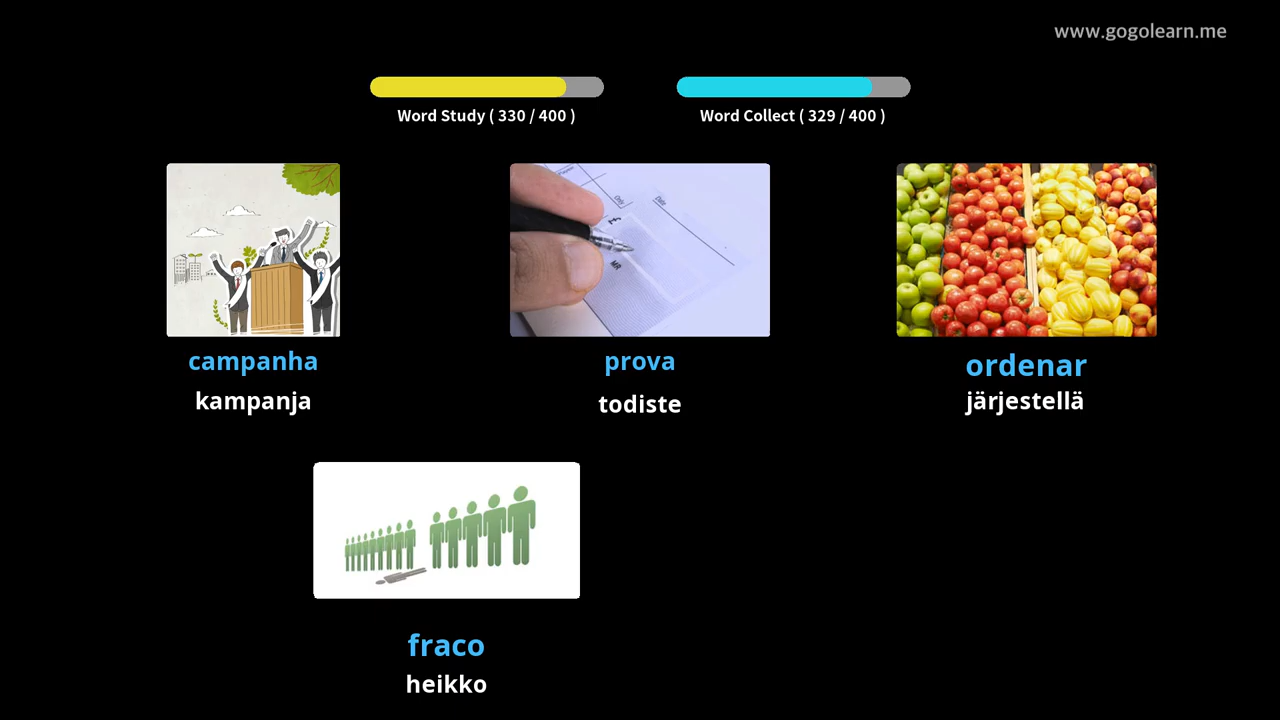 www.gogolearn.me
Word Study ( 330 / 400 )
Word Collect ( 329 / 400 )
campanha
kampanja
prova
todiste
ordenar
järjestellä
fraco
heikko